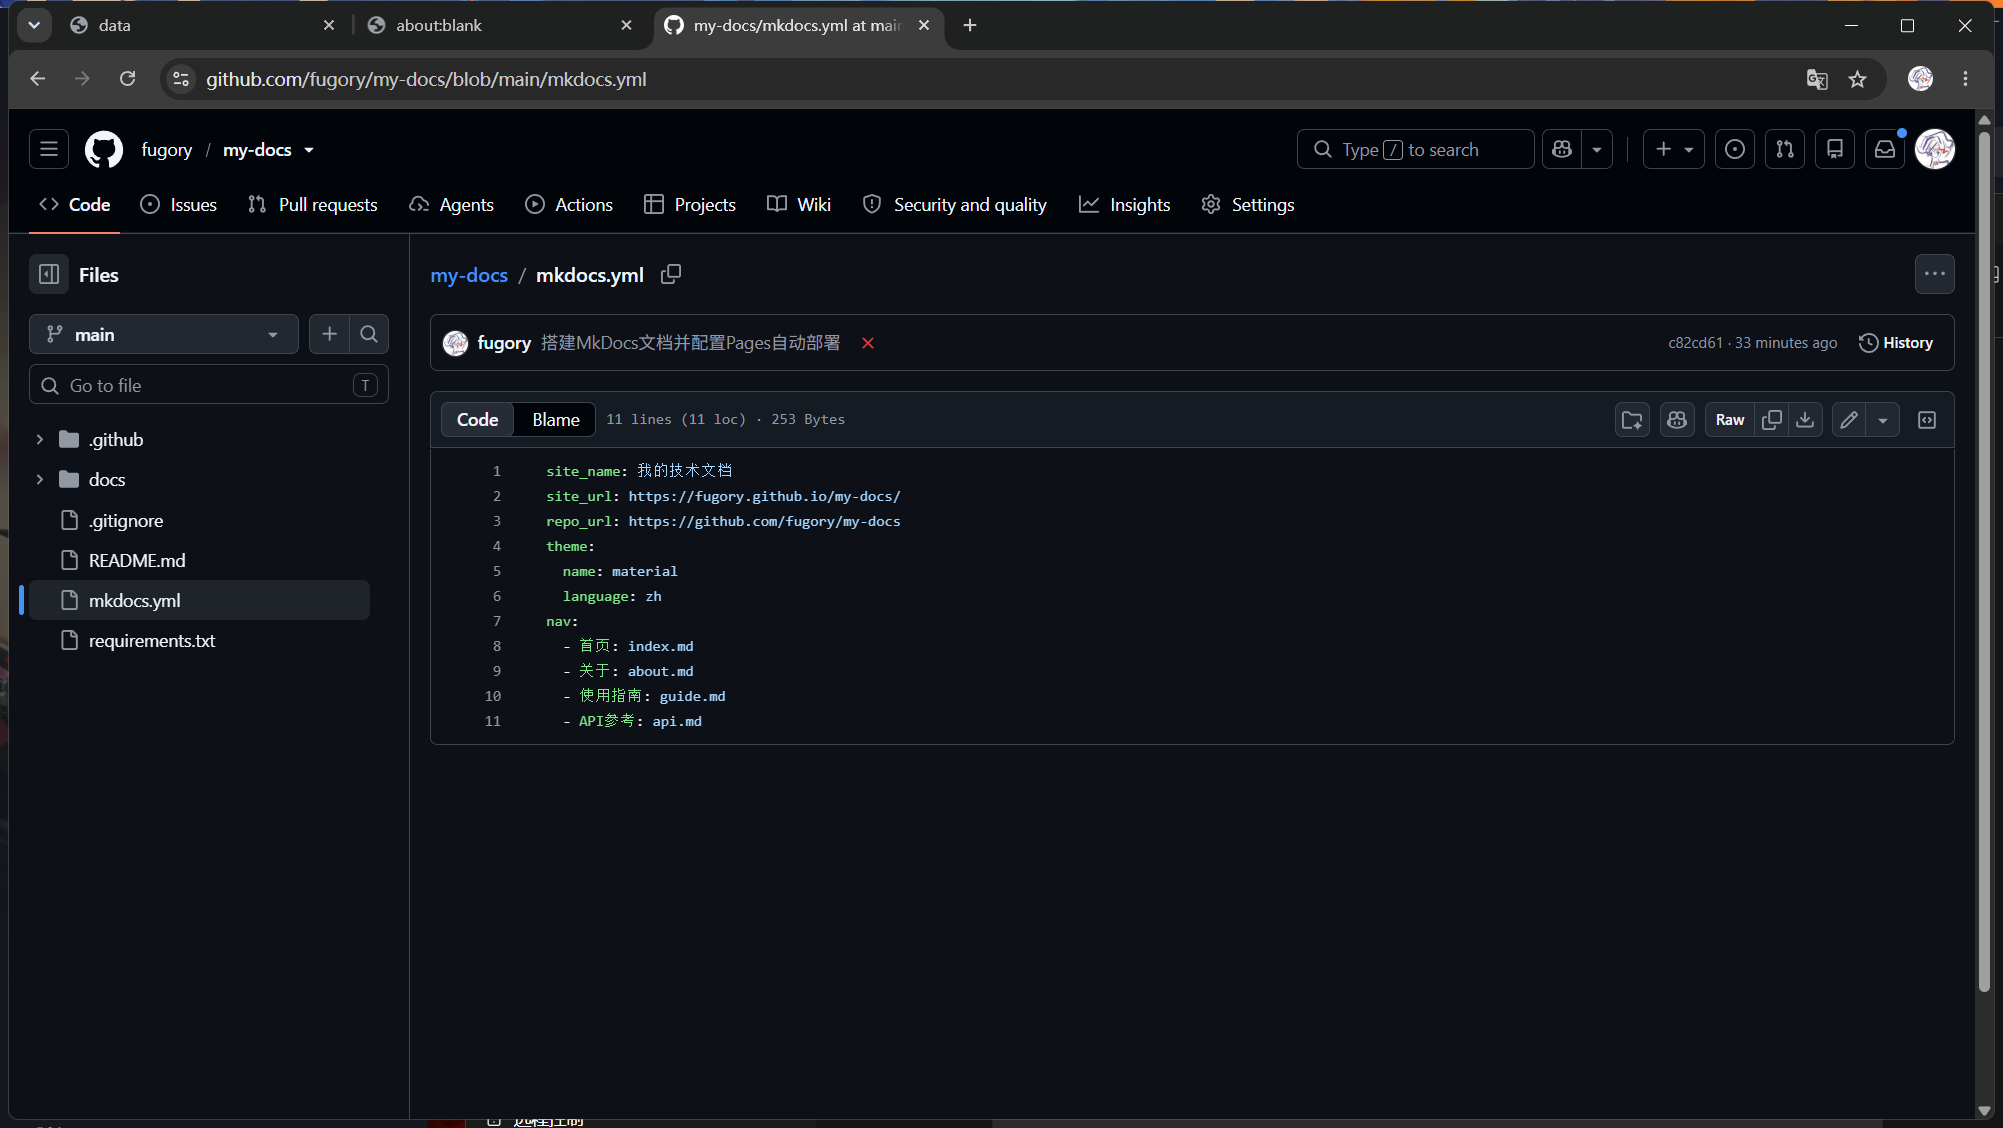 data
about:blank
my-docs/mkdocs.yml at mai
github.com/fugory/my-docs/blob/main/mkdocs.yml
fugory / my-docs
Type / to search
Code
Issues
Pull requests
Agents
Actions
Projects
Wiki
Security and quality
Insights
Settings
Files
main
Go to file
T
.github
docs
.gitignore
README.md
mkdocs.yml
requirements.txt
my-docs / mkdocs.yml
fugory 搭建MkDocs文档并配置Pages自动部署
c82cd61 · 33 minutes ago
History
Code
Blame
11 lines (11 loc) · 253 Bytes
Raw
1 site_name: 我的技术文档
2 site_url: https://fugory.github.io/my-docs/
3 repo_url: https://github.com/fugory/my-docs
4 theme:
5 name: material
6 language: zh
7 nav:
8 - 首页: index.md
9 - 关于: about.md
10 - 使用指南: guide.md
11 - API参考: api.md